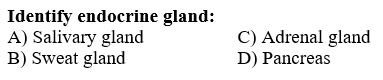 Identify endocrine gland:
A) Salivary gland C) Adrenal gland
B) Sweat gland D) Pancreas